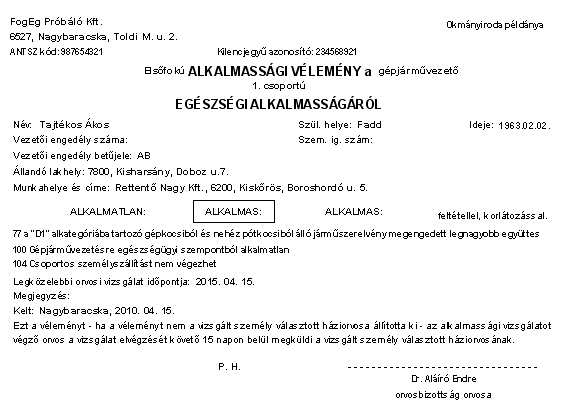 FogEg Próbáló Kft.
Okmányiroda példánya
6527, Nagybaracska, Toldi M. u. 2.
ANTSZ kód: 987654321 Kilencjegyű azonosító: 234568921
Elsőfokú ALKALMASSÁGI VÉLEMÉNY a gépjárművezető
1. csoportú
EGÉSZSÉGI ALKALMASSÁGÁRÓL
Név: Tajtékos Ákos Szül. helye: Fadd Ideje: 1963.02.02.
Vezetői engedély száma: Szem. ig. szám:
Vezetői engedély betűjele: AB
Állandó lakhely: 7800, Kisharsány, Doboz u.7.
Munkahelye és címe: Rettentő Nagy Kft., 6200, Kiskőrös, Boroshordó u. 5.
ALKALMATLAN: ALKALMAS: ALKALMAS: feltétellel, korlátozással.
77 a "D1" alkategóriába tartozó gépkocsiból és nehéz pótkocsiból álló járműszerelvény megengedett legnagyobb együttes
100 Gépjárművezetésre egészségügyi szempontból alkalmatlan
104 Csoportos személyszállítást nem végezhet
Legközelebbi orvosi vizsgálat időpontja: 2015. 04. 15.
Megjegyzés:
Kelt: Nagybaracska, 2010. 04. 15.
Ezt a véleményt - ha a véleményt nem a vizsgált személy választott háziorvosa állította ki - az alkalmassági vizsgálatot
végző orvos a vizsgálat elvégzését követő 15 napon belül megküldi a vizsgált személy választott háziorvosának.
P. H.
Dr. Aláíró Endre
orvosbizottság orvosa